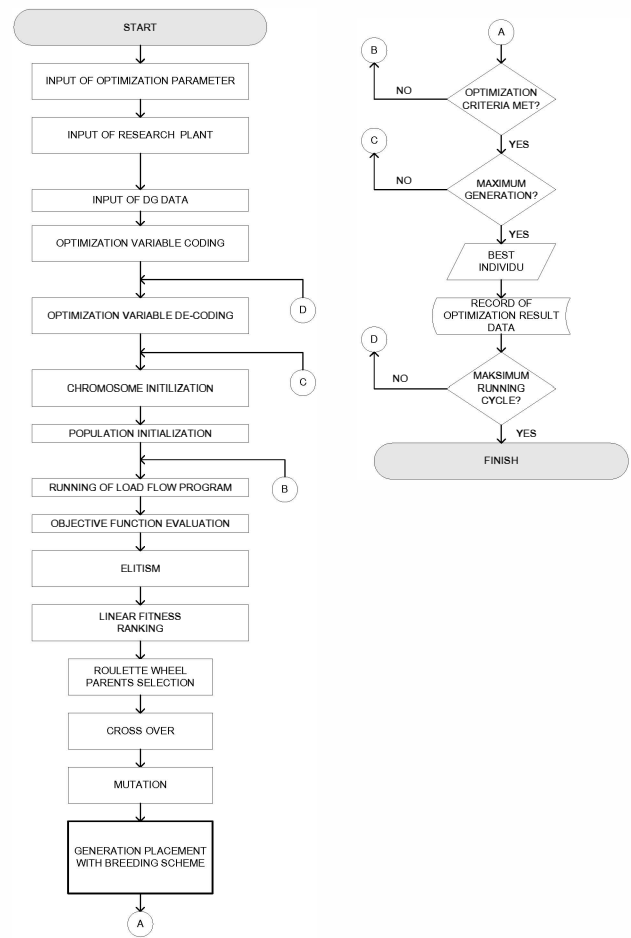 START
INPUT OF OPTIMIZATION PARAMETER
INPUT OF RESEARCH PLANT
INPUT OF DG DATA
OPTIMIZATION VARIABLE CODING
D
OPTIMIZATION VARIABLE DE-CODING
C
CHROMOSOME INITILIZATION
POPULATION INITIALIZATION
B
RUNNING OF LOAD FLOW PROGRAM
OBJECTIVE FUNCTION EVALUATION
ELITISM
LINEAR FITNESS
RANKING
ROULETTE WHEEL
PARENTS SELECTION
CROSS OVER
MUTATION
GENERATION PLACEMENT
WITH BREEDING SCHEME
A
A
B
NO
OPTIMIZATION
CRITERIA MET?
YES
C
NO
MAXIMUM
GENERATION?
YES
BEST
INDIVIDU
RECORD OF
OPTIMIZATION RESULT
DATA
D
NO
MAKSIMUM
RUNNING
CYCLE?
YES
FINISH